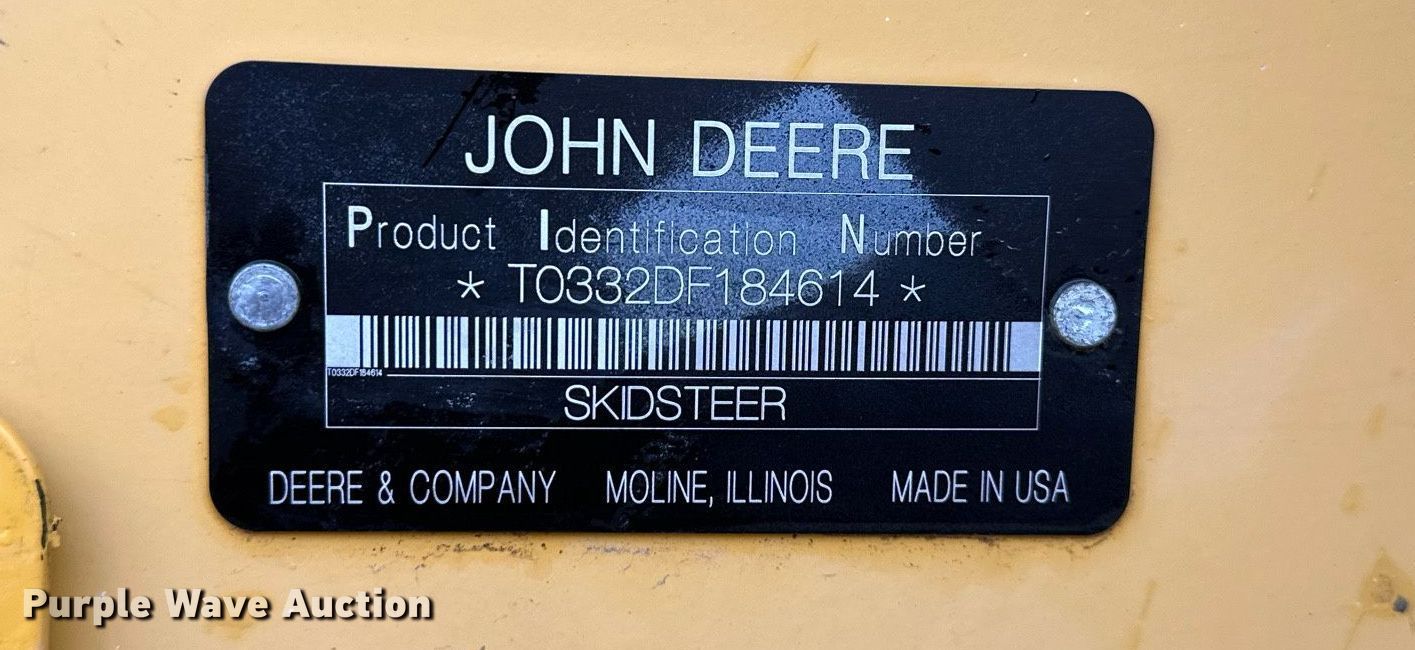 JOHN DEERE
Product Identification Number
* T0332DF184614 *
T0332DF184614
SKIDSTEER
DEERE & COMPANY MOLINE, ILLINOIS MADE IN USA
Purple Wave Auction